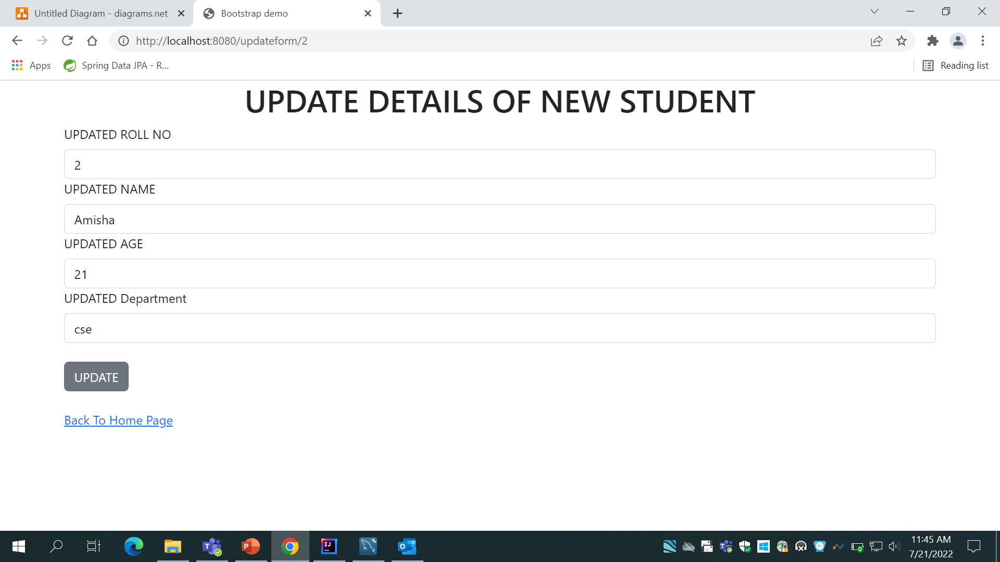 Untitled Diagram - diagrams.net
Bootstrap demo
http://localhost:8080/updateform/2
Apps
Spring Data JPA - R...
Reading list
UPDATE DETAILS OF NEW STUDENT
UPDATED ROLL NO
2
UPDATED NAME
Amisha
UPDATED AGE
21
UPDATED Department
cse
UPDATE
Back To Home Page
11:45 AM
7/21/2022